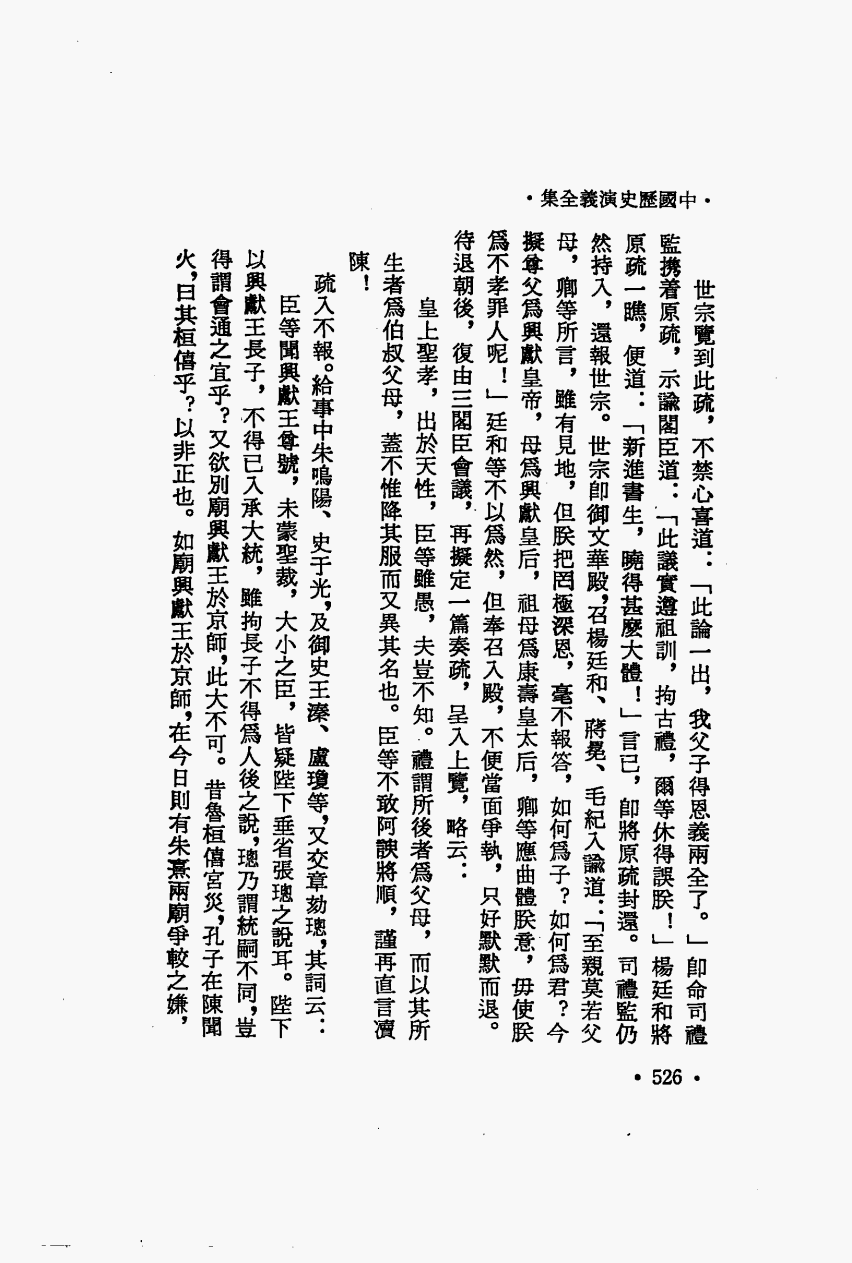 ·中國歷史演義全集·
世宗覽到此疏，不禁心喜道：「此論一出，我父子得恩義兩全了。」卽命司禮
監携着原疏，示諭閣臣道：「此議實遵祖訓，拘古禮，爾等休得誤朕！」楊廷和將
原疏一瞧，便道：「新進書生，曉得甚麼大體！」言已，卽將原疏封還。司禮監仍
然持入，還報世宗。世宗卽御文華殿，召楊廷和、蔣冕、毛紀入諭道：「至親莫若父
母，卿等所言，雖有見地，但朕把罔極深恩，毫不報答，如何爲子？如何爲君？今
擬尊父爲興獻皇帝，母爲興獻皇后，祖母爲康壽皇太后，卿等應曲體朕意，毋使朕
爲不孝罪人呢！」廷和等不以爲然，但奉召入殿，不便當面爭執，只好默默而退。
待退朝後，復由三閣臣會議，再擬定一篇奏疏，呈入上覽，略云：
皇上聖孝，出於天性，臣等雖愚，夫豈不知。禮謂所後者爲父母，而以其所
生者爲伯叔父母，蓋不惟降其服而又異其名也。臣等不敢阿諛將順，謹再直言瀆
陳！
疏入不報。給事中朱鳴陽、史于光，及御史王溱、盧瓊等，又交章劾璁，其詞云：
臣等聞興獻王尊號，未蒙聖裁，大小之臣，皆疑陛下垂省張璁之說耳。陛下
以興獻王長子，不得已入承大統，雖拘長子不得爲人後之說，璁乃謂統嗣不同，豈
得謂會通之宜乎？又欲別廟興獻王於京師，此大不可。昔魯桓僖宮災，孔子在陳聞
火，曰其桓僖乎？以非正也。如廟興獻王於京師，在今日則有朱熹兩廟爭較之嫌，
·526·